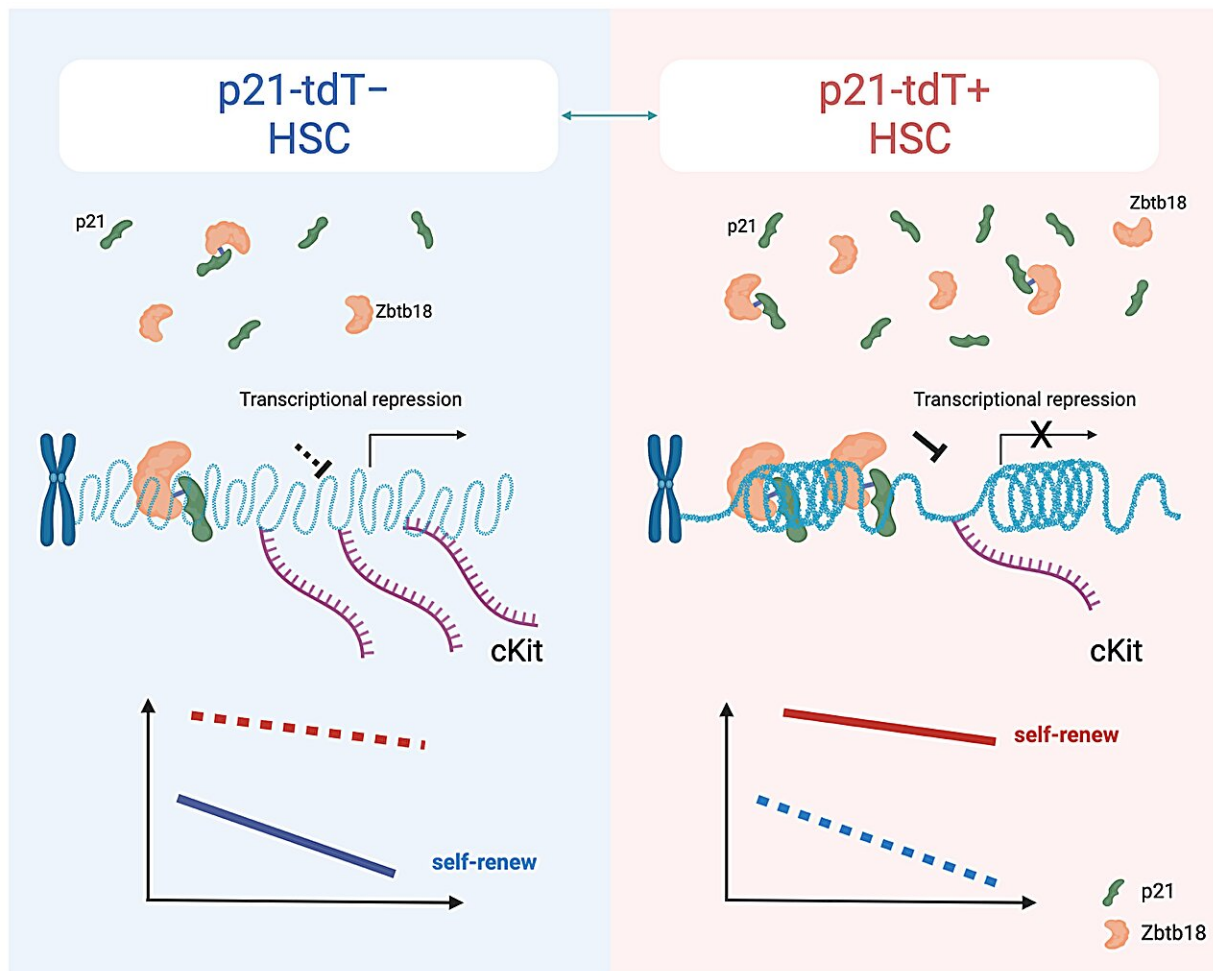 p21-tdT−
HSC
p21-tdT+
HSC
p21
Zbtb18
p21
Zbtb18
Transcriptional repression
Transcriptional repression
X
cKit
cKit
self-renew
self-renew
p21
Zbtb18